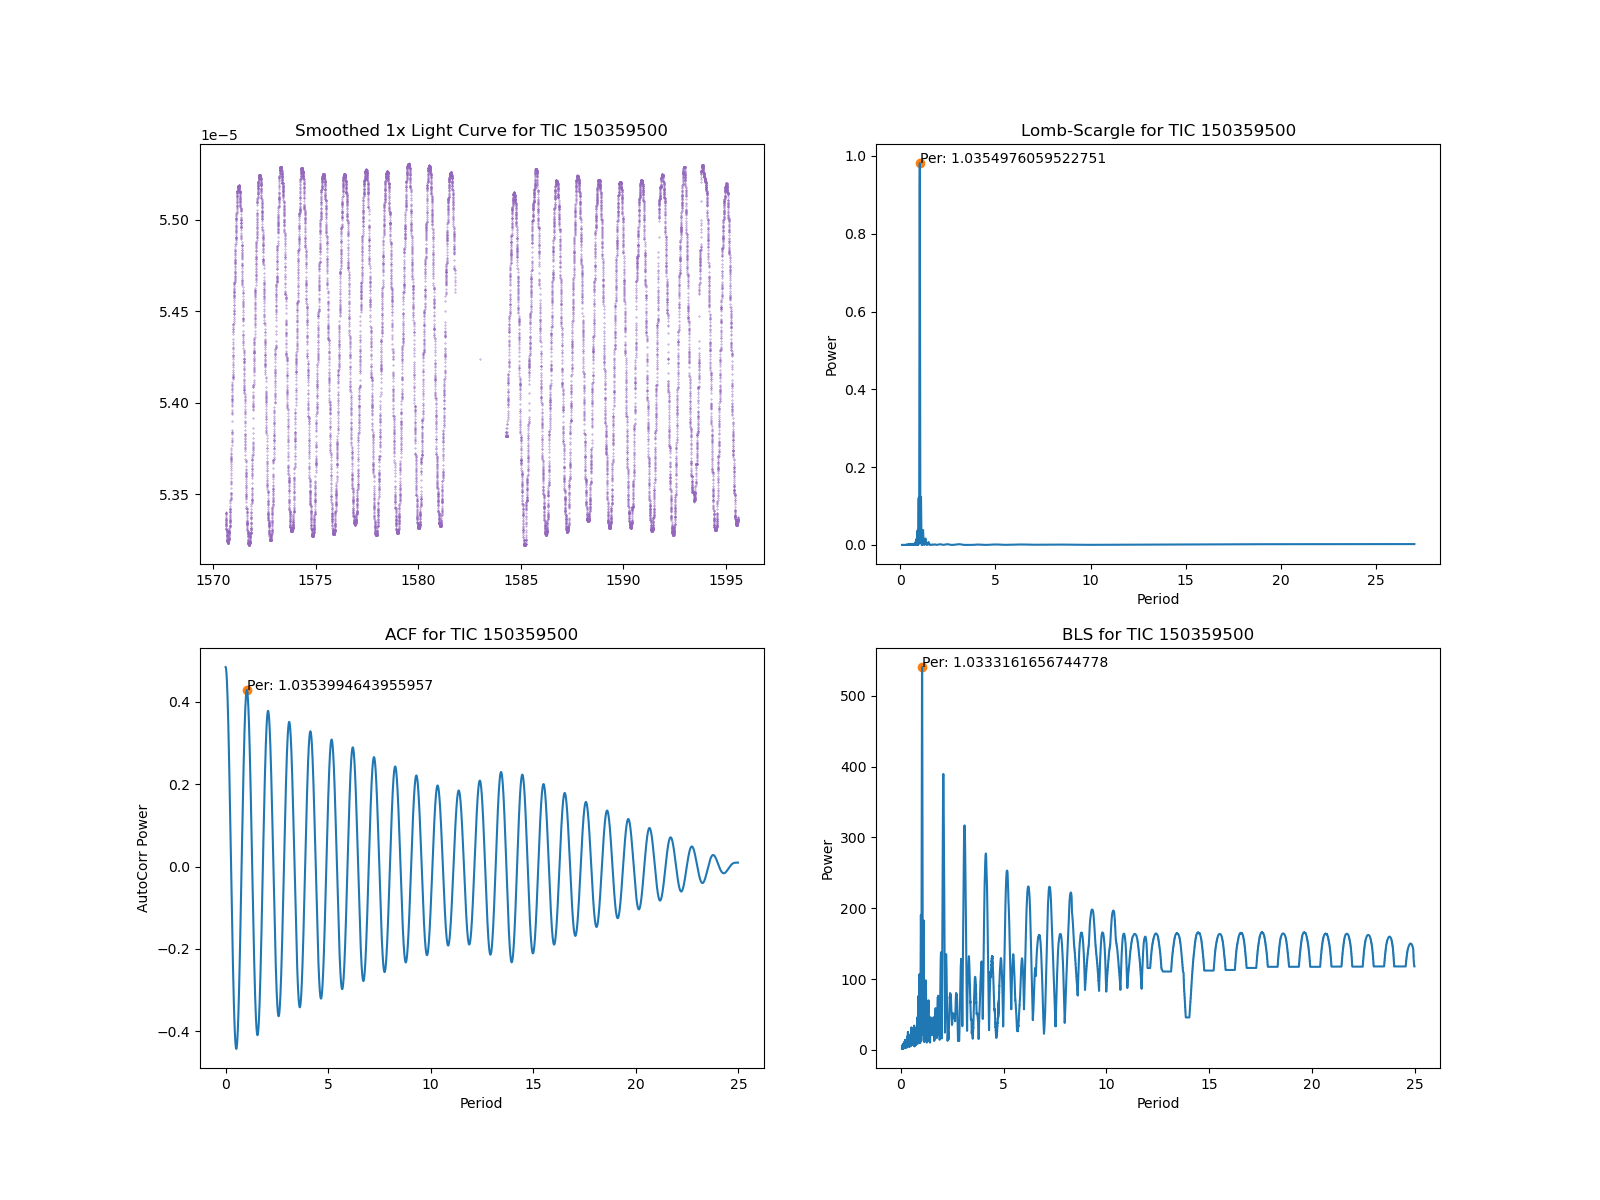 Smoothed 1x Light Curve for TIC 150359500
1e−5
5.50
5.45
5.40
5.35
1570 1575 1580 1585 1590 1595
Lomb-Scargle for TIC 150359500
Per: 1.0354976059522751
Power
1.0
0.8
0.6
0.4
0.2
0.0
0 5 10 15 20 25
Period
ACF for TIC 150359500
Per: 1.0353994643955957
AutoCorr Power
0.4
0.2
0.0
−0.2
−0.4
0 5 10 15 20 25
Period
BLS for TIC 150359500
Per: 1.0333161656744778
Power
500
400
300
200
100
0
0 5 10 15 20 25
Period